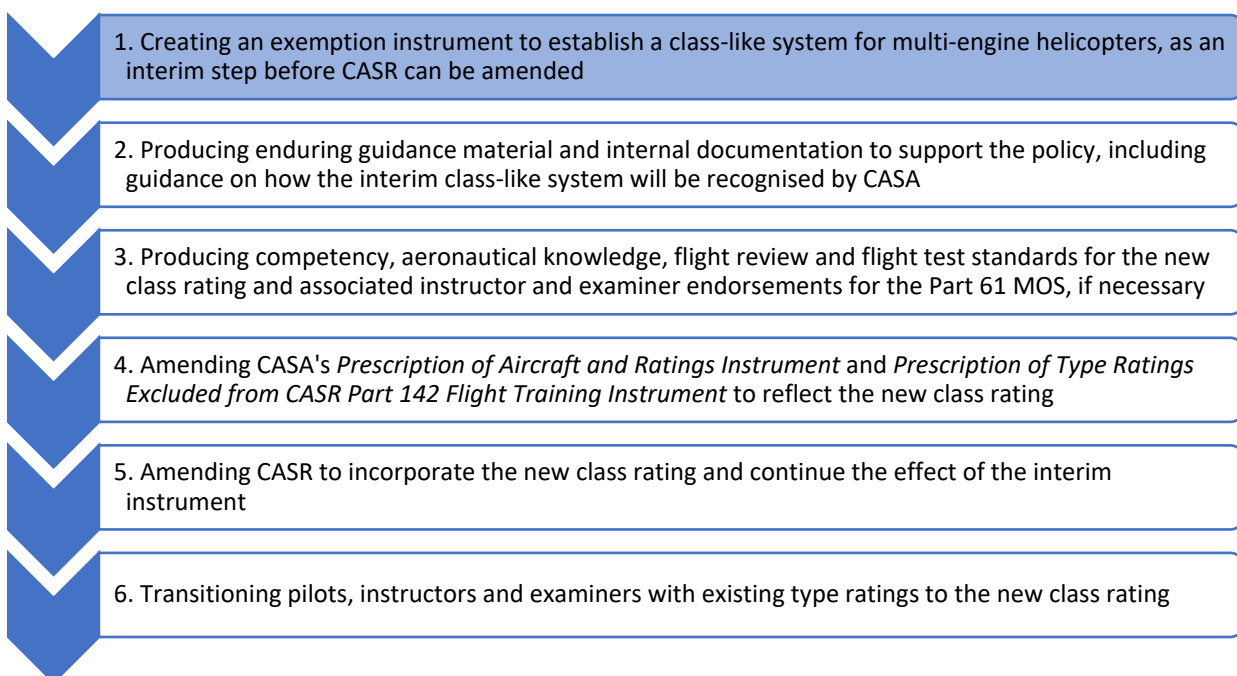 1. Creating an exemption instrument to establish a class-like system for multi-engine helicopters, as an
interim step before CASR can be amended
2. Producing enduring guidance material and internal documentation to support the policy, including
guidance on how the interim class-like system will be recognised by CASA
3. Producing competency, aeronautical knowledge, flight review and flight test standards for the new
class rating and associated instructor and examiner endorsements for the Part 61 MOS, if necessary
4. Amending CASA's Prescription of Aircraft and Ratings Instrument and Prescription of Type Ratings
Excluded from CASR Part 142 Flight Training Instrument to reflect the new class rating
5. Amending CASR to incorporate the new class rating and continue the effect of the interim
instrument
6. Transitioning pilots, instructors and examiners with existing type ratings to the new class rating